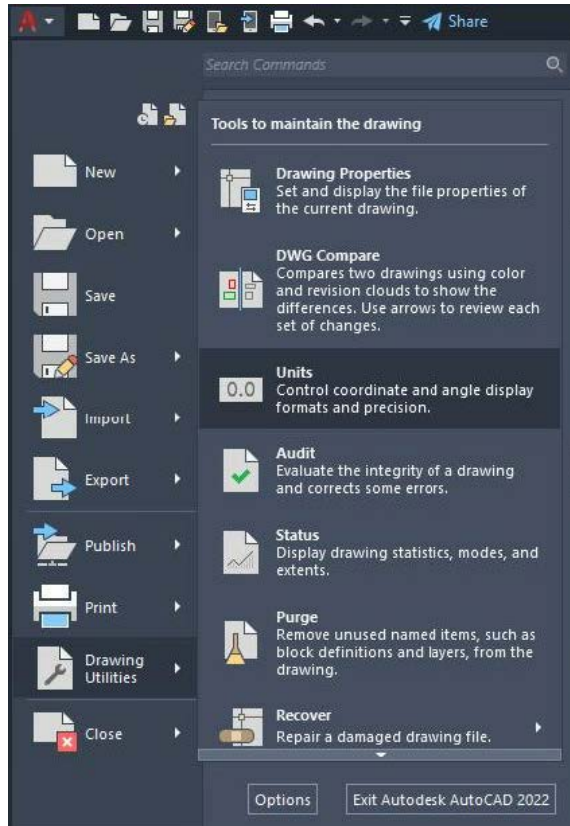 A
Share
Search Commands
New
Open
Save
Save As
Import
Export
Publish
Print
Drawing
Utilities
Close
Tools to maintain the drawing
Drawing Properties
Set and display the file properties of
the current drawing.
DWG Compare
Compares two drawings using color
and revision clouds to show the
differences. Use arrows to review each
set of changes.
0.0
Units
Control coordinate and angle display
formats and precision.
Audit
Evaluate the integrity of a drawing
and corrects some errors.
Status
Display drawing statistics, modes, and
extents.
Purge
Remove unused named items, such as
block definitions and layers, from the
drawing.
Recover
Repair a damaged drawing file.
Options
Exit Autodesk AutoCAD 2022